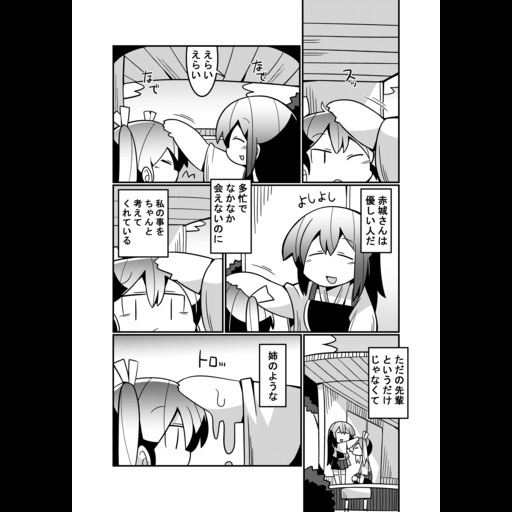 スッ
えらい
えらい
なで
なで
赤城さんは
優しい人だ
よしよし
多忙で
なかなか
会えないのに
私の事を
ちゃんと
考えて
くれている
ただの先輩
というだけ
じゃなくて
姉のような
トロッ…